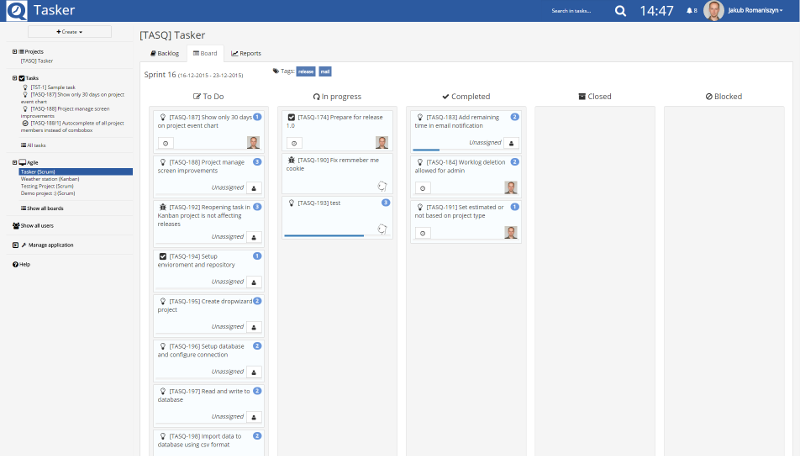 Tasker
Search in tasks...
14:47
8
Jakub Romaniszyn
Create
Projects
[TASQ] Tasker
Tasks
[TST-1] Sample task
[TASQ-187] Show only 30 days on project
event chart
[TASQ-188] Project manage screen
improvements
[TASQ-188/1] Autocomplete of all project
members instead of combobox
All tasks
Agile
Tasker (Scrum)
Weather station (Kanban)
Testing Project (Scrum)
Demo project :) (Scrum)
Show all boards
Show all users
Manage application
Help
[TASQ] Tasker
Backlog
Board
Reports
Sprint 16 (16-12-2015 - 23-12-2015)
Tags: release
To Do
[TASQ-187] Show only 30 days
on project event chart
1
[TASQ-188] Project manage
screen improvements
3
Unassigned
[TASQ-192] Reopening task in
Kanban project is not affecting
releases
3
Unassigned
[TASQ-194] Setup
enviroment and repository
1
Unassigned
[TASQ-195] Create dropwizard
project
2
Unassigned
[TASQ-196] Setup database
and configure connection
2
Unassigned
[TASQ-197] Read and write to
database
2
Unassigned
[TASQ-198] Import data to
database using csv format
2
In progress
[TASQ-174] Prepare for release
1.0
[TASQ-190] Fix remmeber me
cookie
[TASQ-193] test
3
Completed
[TASQ-183] Add remaining
time in email notification
2
Unassigned
[TASQ-184] Worklog deletion
allowed for admin
2
[TASQ-191] Set estimated or
not based on project type
1
Closed
Blocked